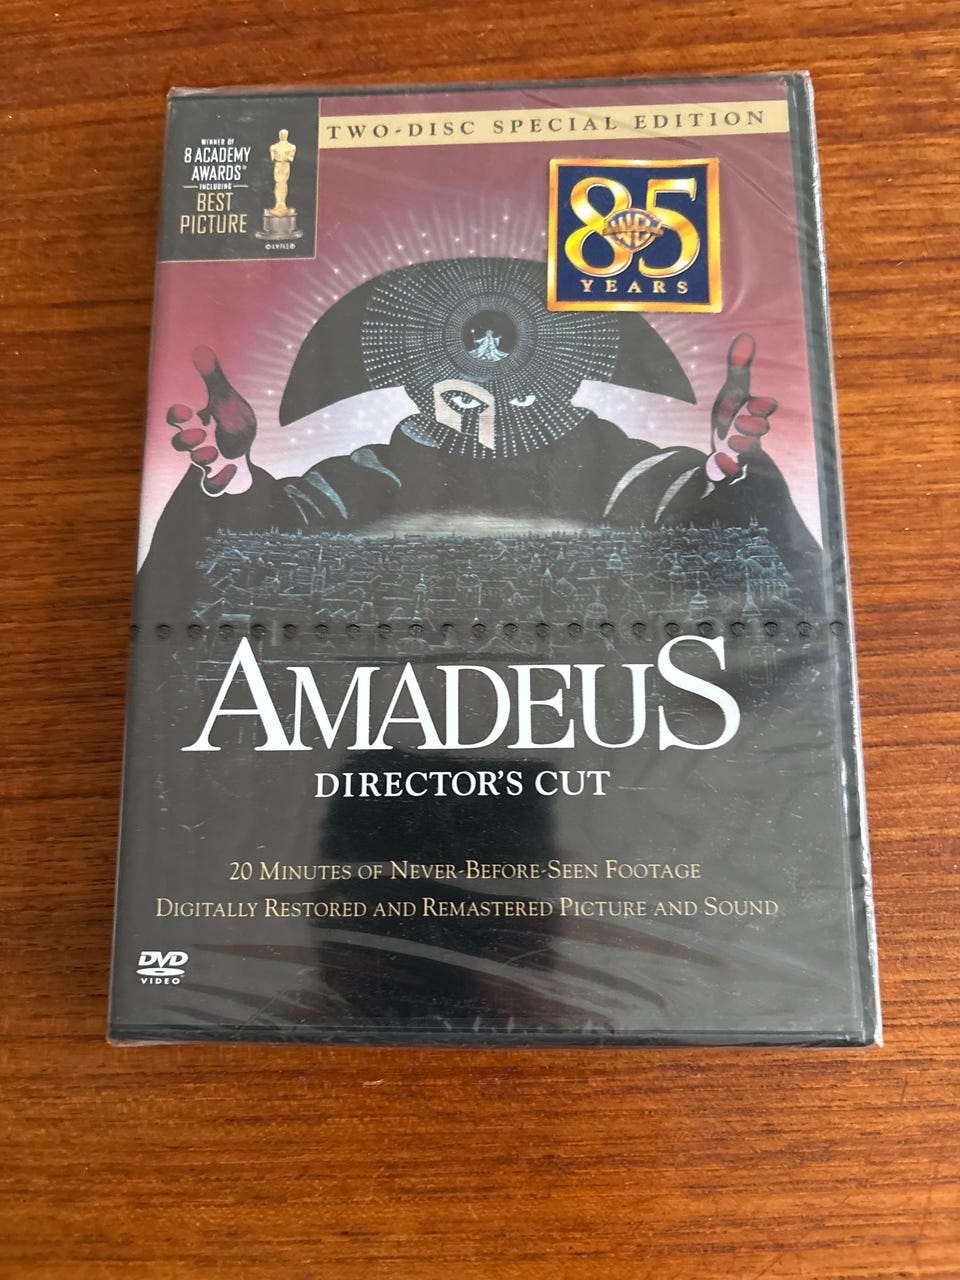 TWO-DISC SPECIAL EDITION
WINNER OF
8 ACADEMY
AWARDS®
INCLUDING
BEST
PICTURE
85
WB
YEARS
AMADEUS
DIRECTOR'S CUT
20 MINUTES OF NEVER-BEFORE-SEEN FOOTAGE
DIGITALLY RESTORED AND REMASTERED PICTURE AND SOUND
DVD
VIDEO